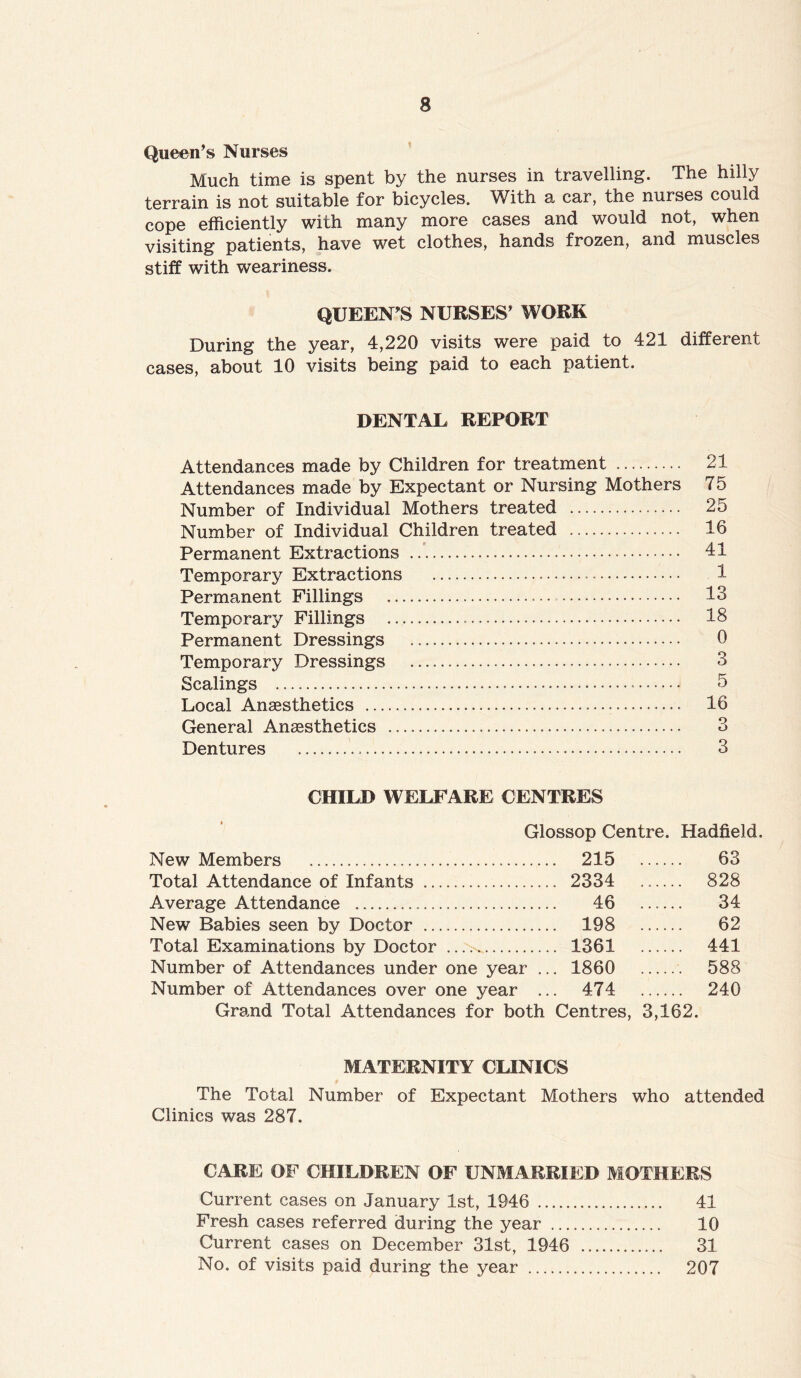 8
Queen's Nurses
Much time is spent by the nurses in travelling. The hilly
terrain is not suitable for bicycles. With a car, the nurses could
cope efficiently with many more cases and would not, when
visiting patients, have wet clothes, hands frozen, and muscles
stiff with weariness.
QUEEN'S NURSES' WORK
During the year, 4,220 visits were paid to 421 different
cases, about 10 visits being paid to each patient.
DENTAL REPORT
Attendances made by Children for treatment ......... 21
Attendances made by Expectant or Nursing Mothers 75
Number of Individual Mothers treated ............... 25
Number of Individual Children treated ............... 16
Permanent Extractions ..................................... 41
Temporary Extractions .................................. 1
Permanent Fillings ........................................ 13
Temporary Fillings ........................................ 18
Permanent Dressings ..................................... 0
Temporary Dressings ..................................... 3
Scalings ....................................................... 5
Local Anæsthetics ........................................... 16
General Anæsthetics ........................................ 3
Dentures .................................................... 3
CHILD WELFARE CENTRES
Glossop Centre. Hadfield.
New Members .................................. 215 ...... 63
Total Attendance of Infants ................... 2334 ...... 828
Average Attendance ............................ 46 ...... 34
New Babies seen by Doctor ................... 198 ...... 62
Total Examinations by Doctor ............... 1361 ...... 441
Number of Attendances under one year ... 1860 ...... 588
Number of Attendances over one year ... 474 ...... 240
Grand Total Attendances for both Centres, 3,162.
MATERNITY CLINICS
The Total Number of Expectant Mothers who attended
Clinics was 287.
CARE OF CHILDREN OF UNMARRIED MOTHERS
Current cases on January 1st, 1946 .................. 41
Fresh cases referred during the year ................ 10
Current cases on December 31st, 1946 ............ 31
No. of visits paid during the year ................... 207